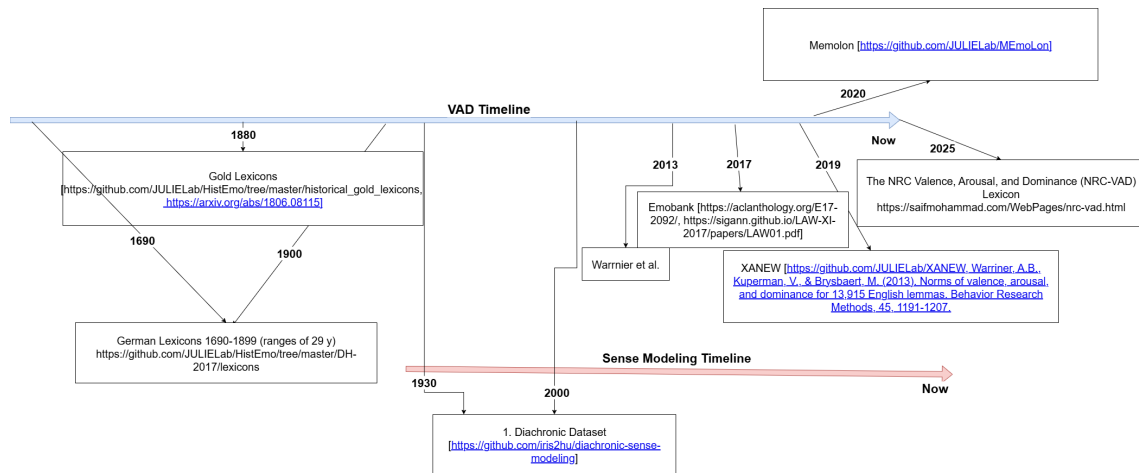 Memolon [https://github.com/JULIELab/MEmoLon]
2020
VAD Timeline
1880
Now
2013
2017
2019
2025
Gold Lexicons
[https://github.com/JULIELab/HistEmo/tree/master/historical_gold_lexicons,
https://arxiv.org/abs/1806.08115]
The NRC Valence, Arousal, and Dominance (NRC-VAD)
Lexicon
https://saifmohammad.com/WebPages/nrc-vad.html
Emobank [https://aclanthology.org/E17-
2092/, https://sigann.github.io/LAW-XI-
2017/papers/LAW01.pdf]
1690
1900
Warrnier et al.
XANEW [https://github.com/JULIELab/XANEW, Warriner, A.B.,
Kuperman, V., & Brysbaert, M. (2013). Norms of valence, arousal,
and dominance for 13,915 English lemmas. Behavior Research
Methods, 45, 1191-1207.
German Lexicons 1690-1899 (ranges of 29 y)
https://github.com/JULIELab/HistEmo/tree/master/DH-
2017/lexicons
Sense Modeling Timeline
1930
2000
Now
1. Diachronic Dataset
[https://github.com/iris2hu/diachronic-sense-
modeling]